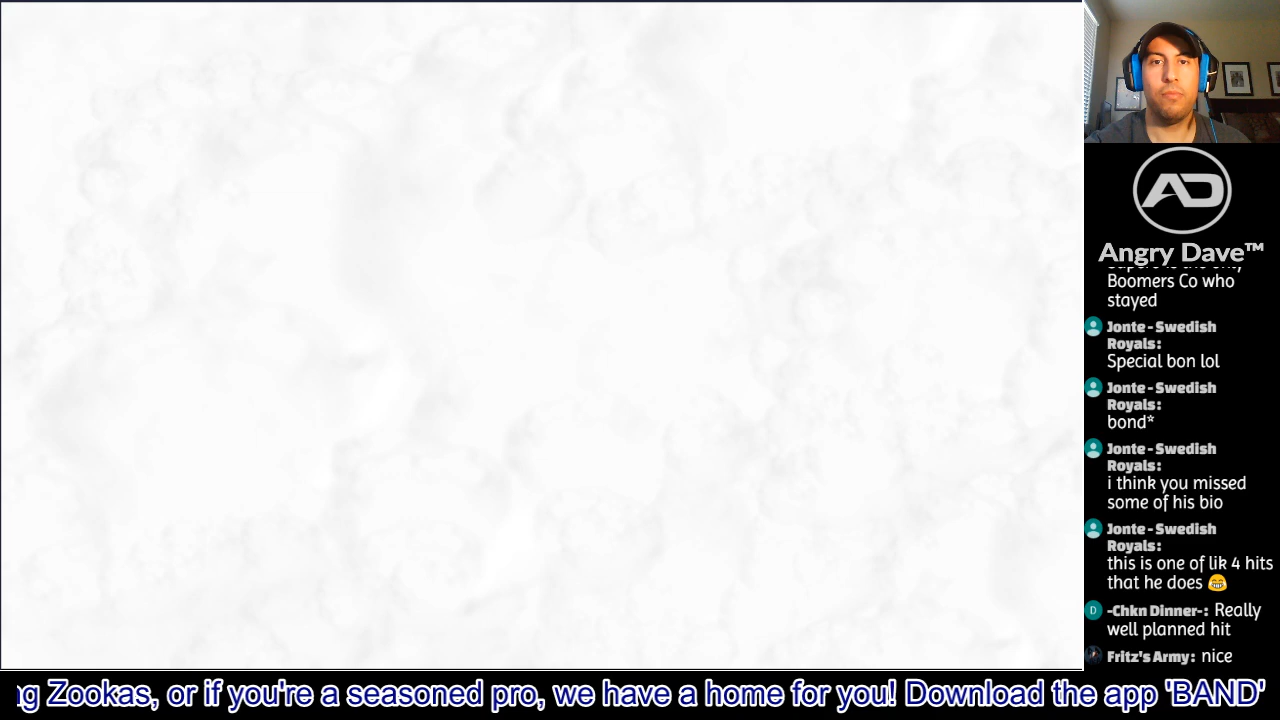 AD
Angry Dave™
Boomers Co who
stayed
Jonte - Swedish
Royals:
Special bon lol
Jonte - Swedish
Royals:
bond*
Jonte - Swedish
Royals:
i think you missed
some of his bio
Jonte - Swedish
Royals:
this is one of lik 4 hits
that he does 😁
D -Chkn Dinner-: Really
well planned hit
Fritz's Army: nice
Zookas, or if you're a seasoned pro, we have a home for you! Download the app 'BAND'